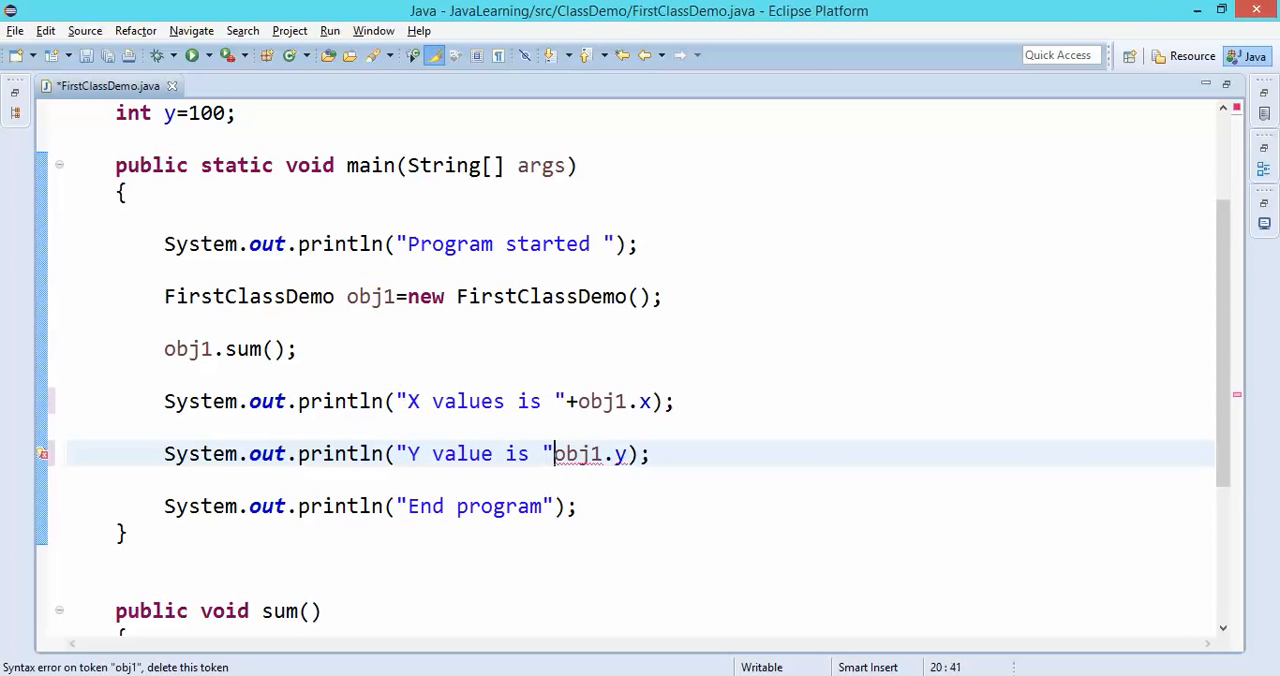 Java - JavaLearning/src/ClassDemo/FirstClassDemo.java - Eclipse Platform
File Edit Source Refactor Navigate Search Project Run Window Help
Quick Access Resource Java
*FirstClassDemo.java
int y=100;
public static void main(String[] args)
{
System.out.println("Program started ");
FirstClassDemo obj1=new FirstClassDemo();
obj1.sum();
System.out.println("X values is "+obj1.x);
System.out.println("Y value is "obj1.y);
System.out.println("End program");
}
public void sum()
{
Syntax error on token "obj1", delete this token Writable Smart Insert 20 : 41